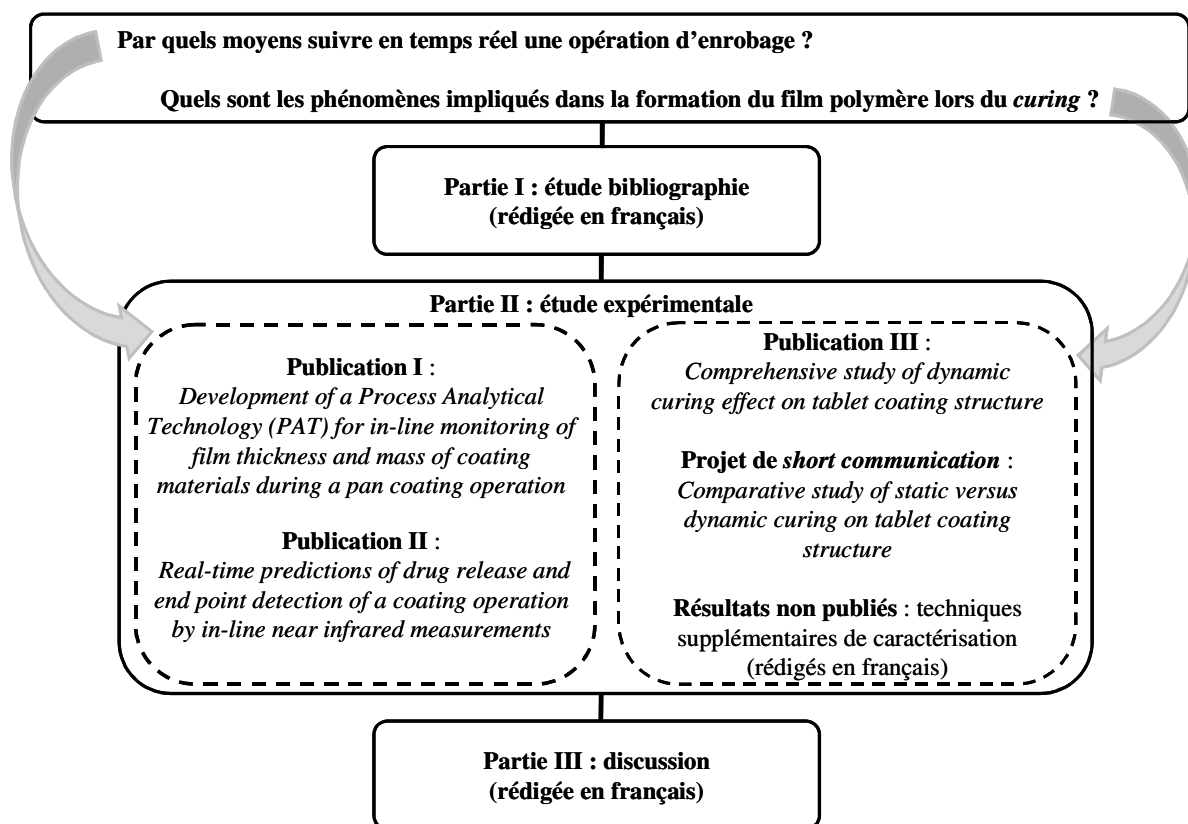 Par quels moyens suivre en temps réel une opération d'enrobage ?
Quels sont les phénomènes impliqués dans la formation du film polymère lors du curing ?
Partie I : étude bibliographie
(rédigée en français)
Partie II : étude expérimentale
Publication I :
Development of a Process Analytical
Technology (PAT) for in-line monitoring of
film thickness and mass of coating
materials during a pan coating operation
Publication II :
Real-time predictions of drug release and
end point detection of a coating operation
by in-line near infrared measurements
Publication III :
Comprehensive study of dynamic
curing effect on tablet coating structure
Projet de short communication :
Comparative study of static versus
dynamic curing on tablet coating
structure
Résultats non publiés : techniques
supplémentaires de caractérisation
(rédigés en français)
Partie III : discussion
(rédigée en français)